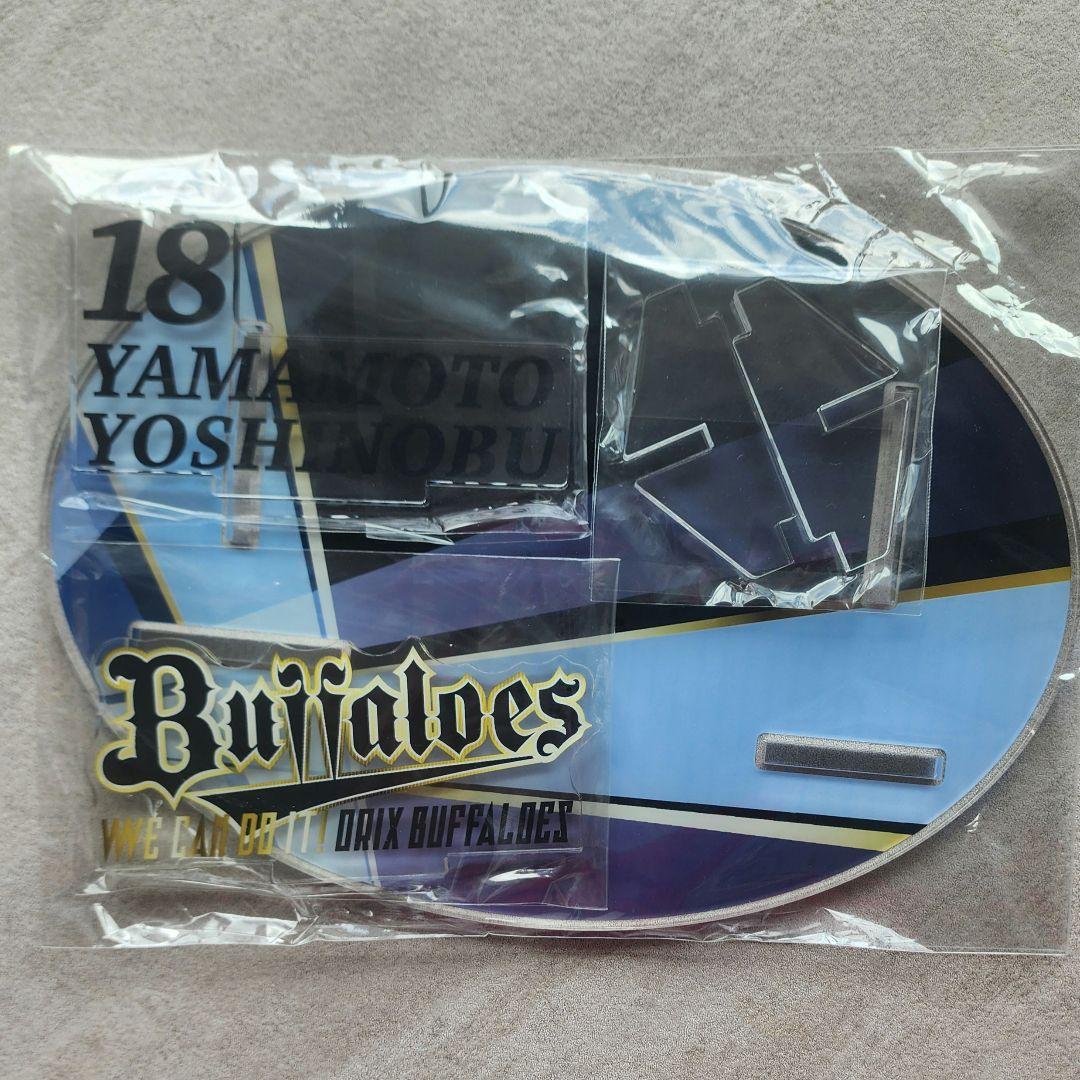 18
YAMAMOTO
YOSHINOBU
Buffaloes
WE CAN DO IT! ORIX BUFFALOES